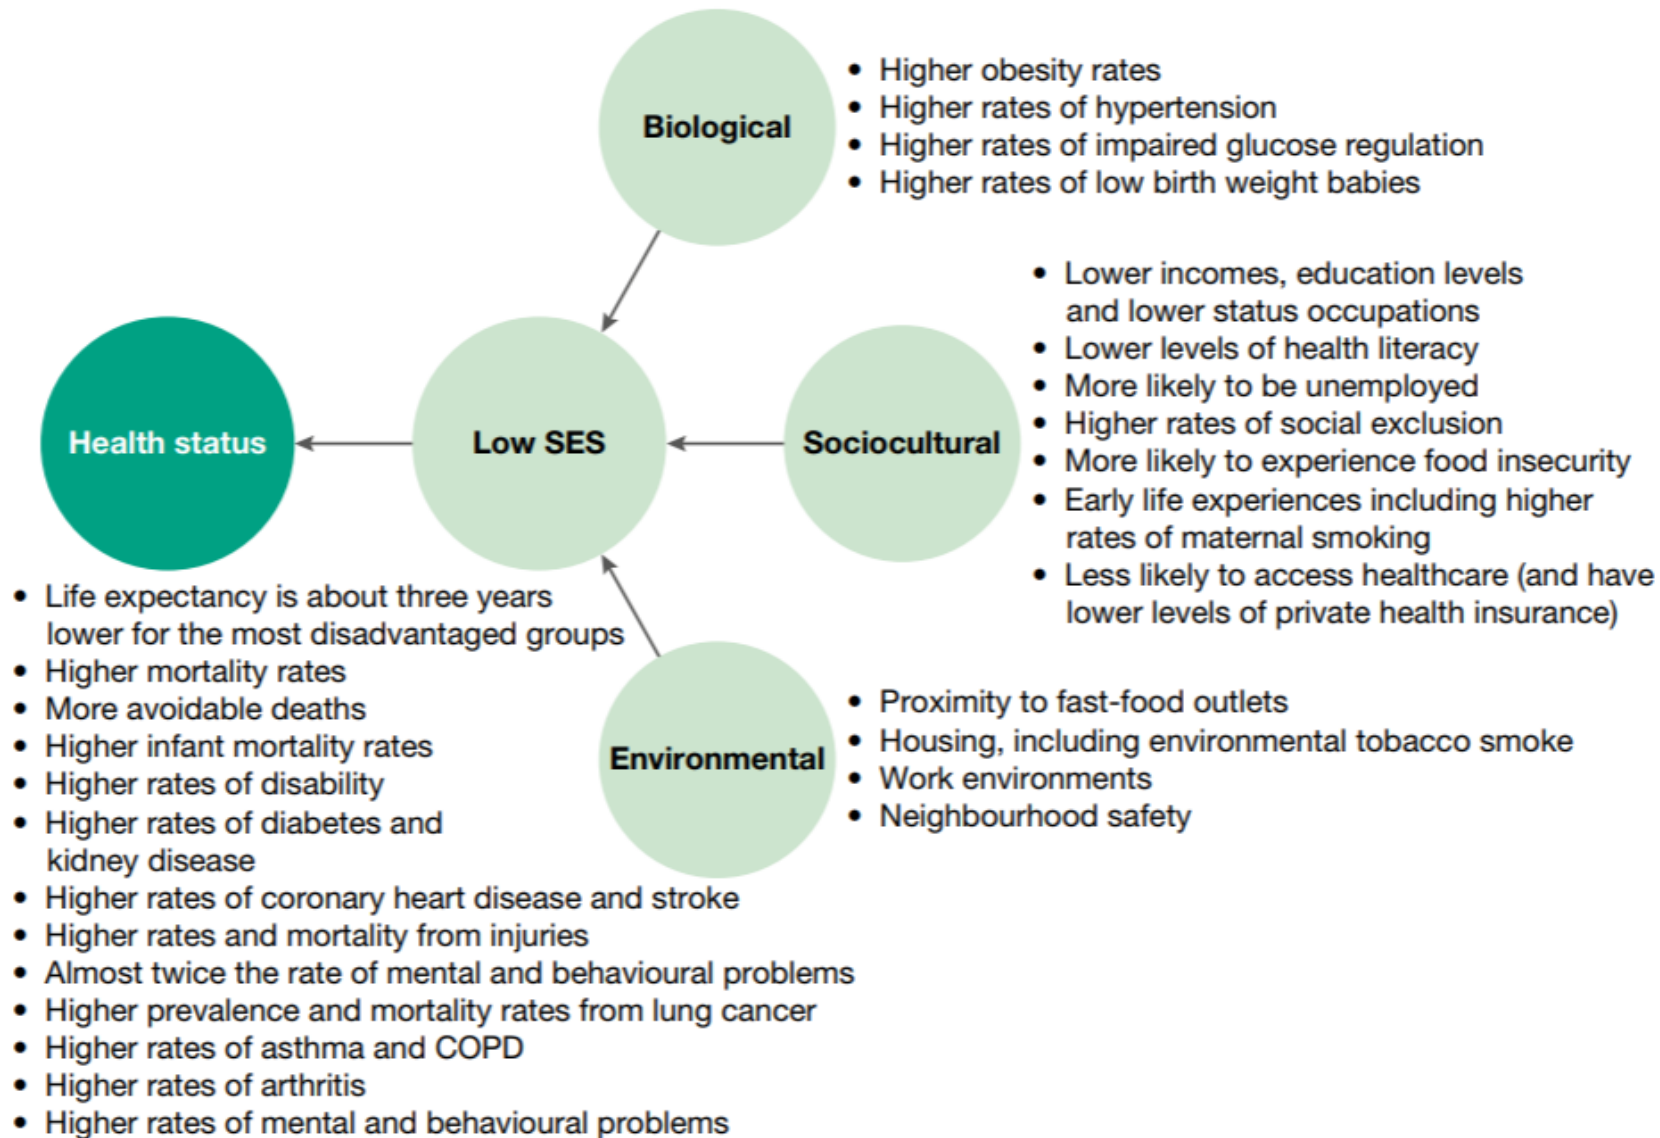 Biological
• Higher obesity rates
• Higher rates of hypertension
• Higher rates of impaired glucose regulation
• Higher rates of low birth weight babies
Health status
Low SES
Sociocultural
• Lower incomes, education levels
and lower status occupations
• Lower levels of health literacy
• More likely to be unemployed
• Higher rates of social exclusion
• More likely to experience food insecurity
• Early life experiences including higher
rates of maternal smoking
• Less likely to access healthcare (and have
lower levels of private health insurance)
Environmental
• Proximity to fast-food outlets
• Housing, including environmental tobacco smoke
• Work environments
• Neighbourhood safety
• Life expectancy is about three years
lower for the most disadvantaged groups
• Higher mortality rates
• More avoidable deaths
• Higher infant mortality rates
• Higher rates of disability
• Higher rates of diabetes and
kidney disease
• Higher rates of coronary heart disease and stroke
• Higher rates and mortality from injuries
• Almost twice the rate of mental and behavioural problems
• Higher prevalence and mortality rates from lung cancer
• Higher rates of asthma and COPD
• Higher rates of arthritis
• Higher rates of mental and behavioural problems